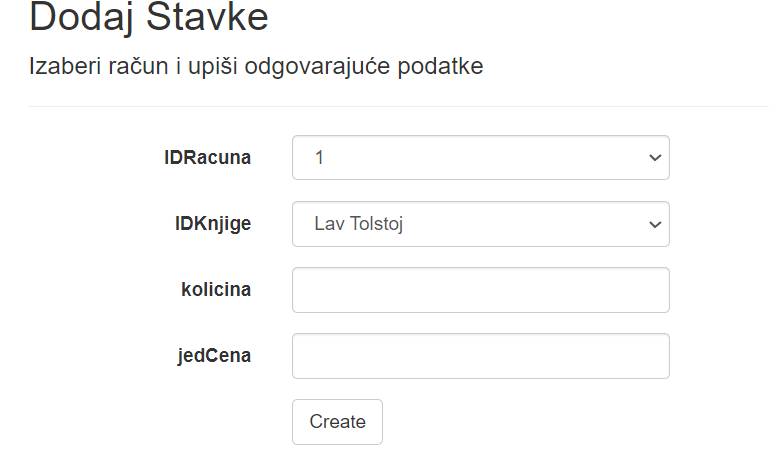 Dodaj Stavke
Izaberi račun i upiši odgovarajuće podatke
IDRacuna 1
IDKnjige Lav Tolstoj
kolicina
jedCena
Create